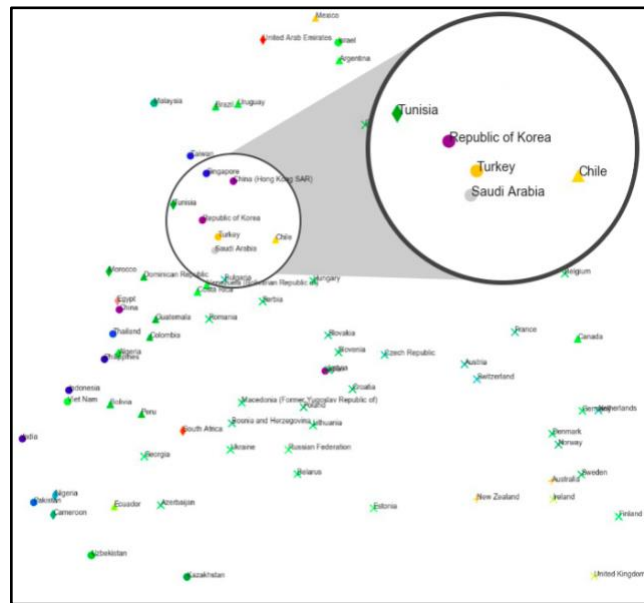 Mexico
United Arab Emirates
Israel
Argentina
Malaysia
Brazil
Uruguay
Taiwan
Singapore
China (Hong Kong SAR)
Tunisia
Republic of Korea
Turkey
Saudi Arabia
Chile
Tunisia
Republic of Korea
Turkey
Saudi Arabia
Chile
Morocco
Dominican Republic
Bulgaria
Hungary
Belgium
Costa Rica
Egypt
China
Serbia
Guatemala
Romania
Thailand
Colombia
Slovakia
France
Canada
Algeria
Philippines
Slovenia
Czech Republic
Austria
Switzerland
Indonesia
Viet Nam
Croatia
Bolivia
Macedonia (Former Yugoslav Republic of)
Poland
Germany
Netherlands
Peru
India
South Africa
Bosnia and Herzegovina
Lithuania
Denmark
Norway
Georgia
Ukraine
Russian Federation
Belarus
Sweden
Australia
Nigeria
Pakistan
Cameroon
Ecuador
Azerbaijan
Estonia
New Zealand
Ireland
Finland
Uzbekistan
Kazakhstan
United Kingdom